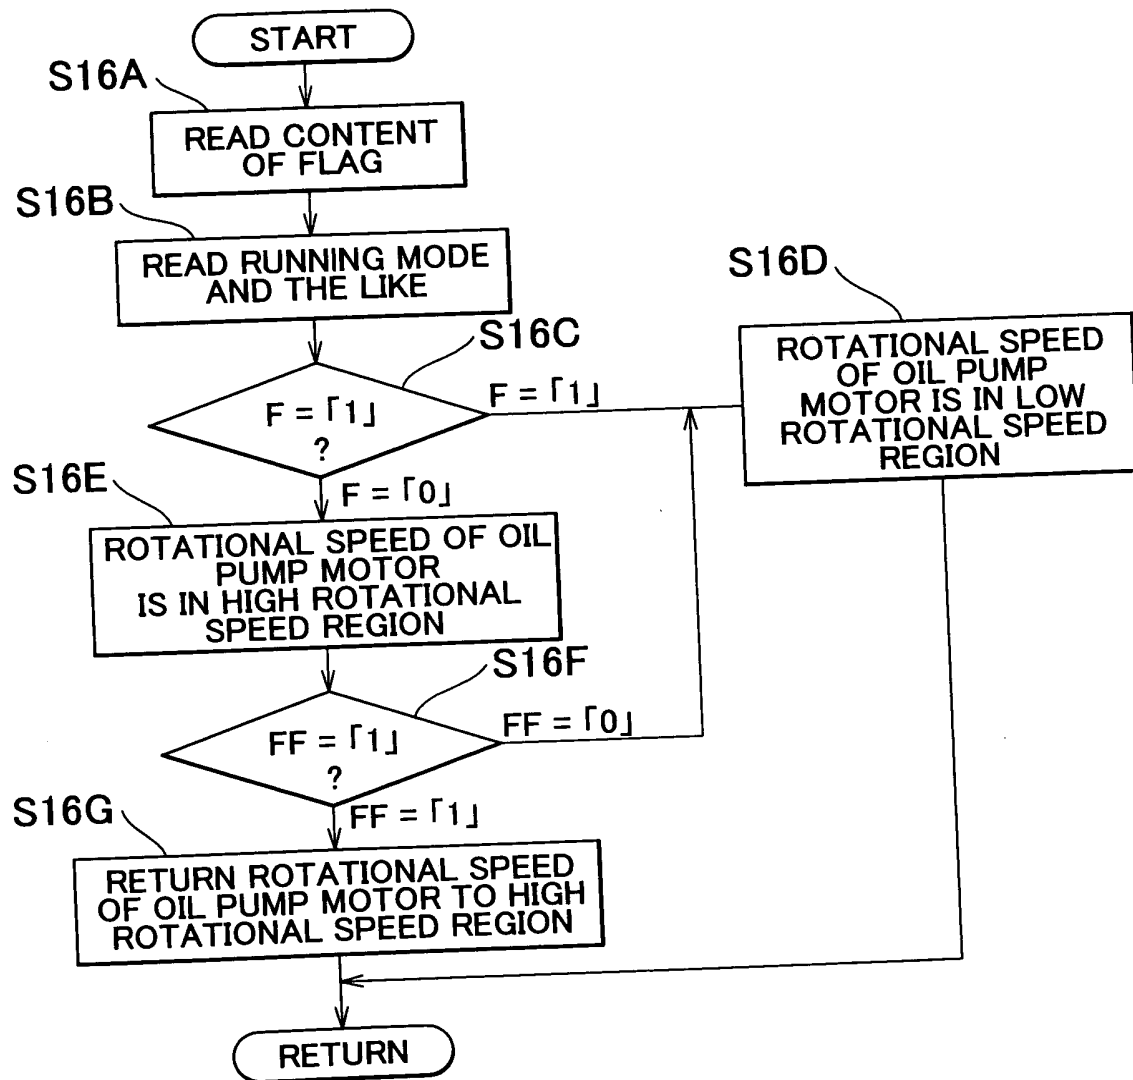 START
S16A
READ CONTENT
OF FLAG
S16B
READ RUNNING MODE
AND THE LIKE
S16C
F=「1」
?
F=「1」
S16D
ROTATIONAL SPEED
OF OIL PUMP
MOTOR IS IN LOW
ROTATIONAL SPEED
REGION
F=「0」
S16E
ROTATIONAL SPEED OF OIL
PUMP MOTOR
IS IN HIGH ROTATIONAL
SPEED REGION
S16F
FF=「1」
?
FF=「0」
FF=「1」
S16G
RETURN ROTATIONAL SPEED
OF OIL PUMP MOTOR TO HIGH
ROTATIONAL SPEED REGION
RETURN